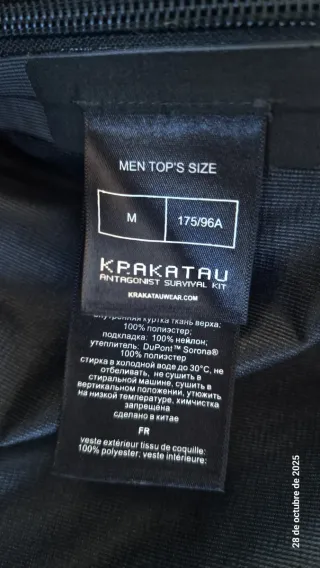 MEN TOP'S SIZE
M
175/96A
KРAKATAU
ANTAGONIST SURVIVAL KIT
KRAKATAUWEAR.COM
внутренняя куртка ткань верха:
100% полиэстер;
подкладка: 100% нейлон;
утеплитель: DuPont™ Sorona®
100% полиэстер
стирка в холодной воде до 30°C, не
отбеливать, не сушить в
стиральной машине, сушить в
вертикальном положении, утюжить
на низкой температуре, химчистка
запрещена
сделано в китае
FR
veste extérieur tissu de coquille:
100% polyester; veste intérieure:
28 de octubre de 2025